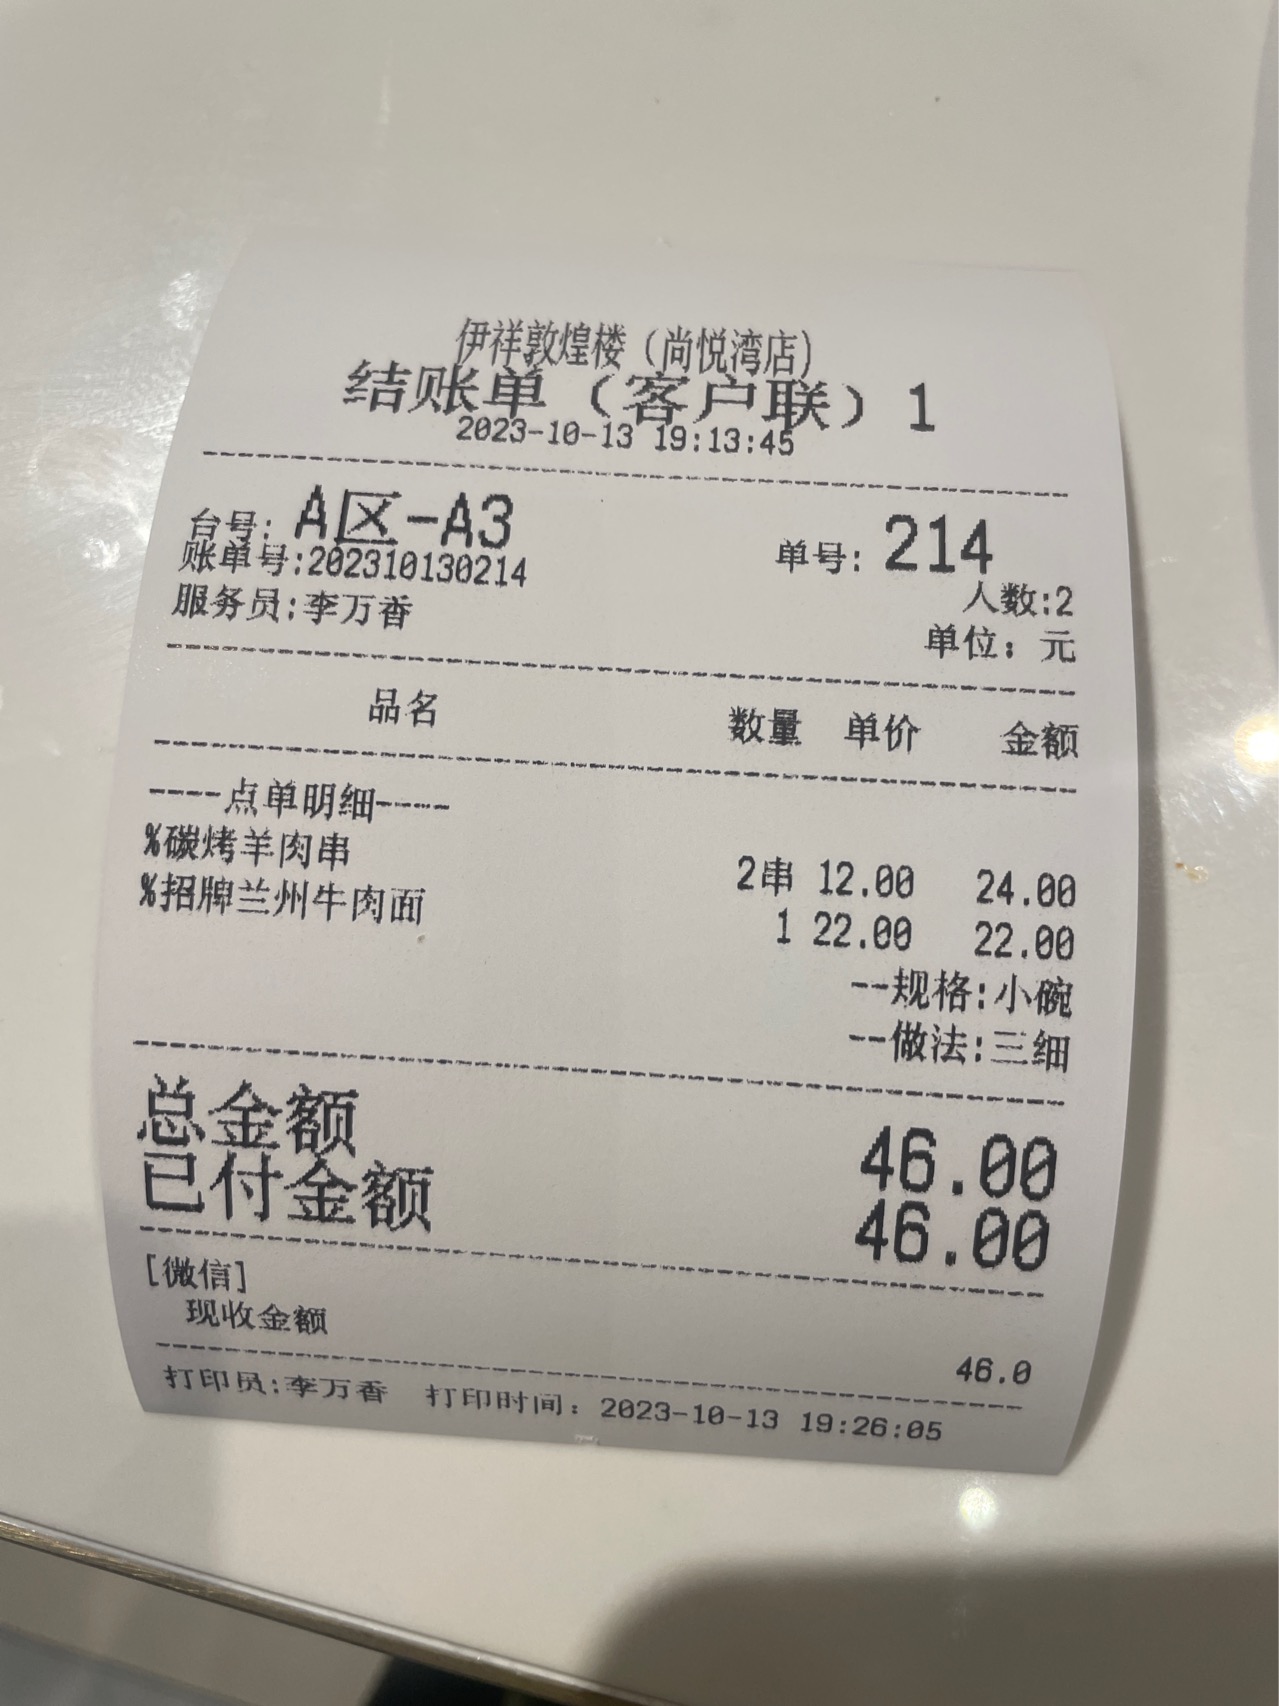 伊祥敦煌楼（尚悦湾店）
结账单（客户联）1
2023-10-13 19:13:45
台号: A区-A3 单号: 214
账单号:202310130214 人数:2
服务员:李万香 单位：元
品名 数量 单价 金额
----点单明细----
%碳烤羊肉串 2串 12.00 24.00
%招牌兰州牛肉面 1 22.00 22.00
--规格:小碗
--做法:三细
总金额 46.00
已付金额 46.00
[微信]
现收金额 46.0
打印员:李万香 打印时间：2023-10-13 19:26:05